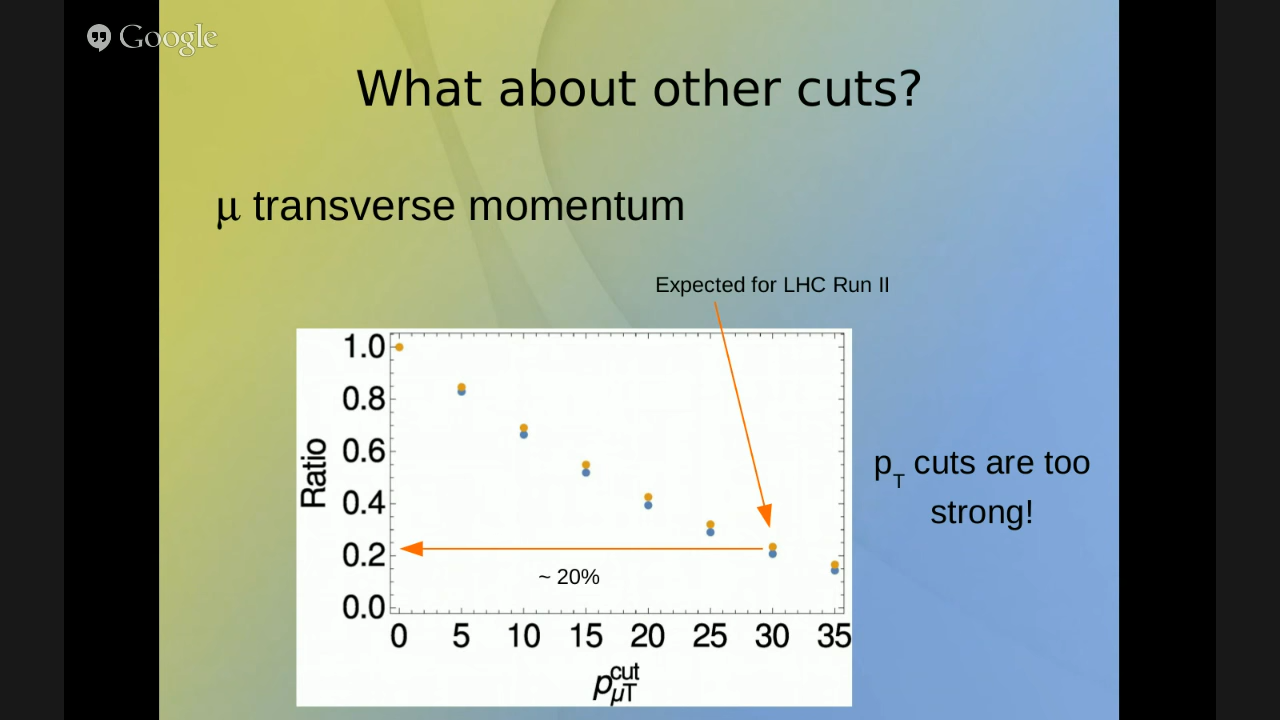 Google
What about other cuts?
μ transverse momentum
Expected for LHC Run II
1.0
0.8
0.6
0.4
0.2
0.0
Ratio
~ 20%
0 5 10 15 20 25 30 35
p_μT^cut
p_T cuts are too
strong!